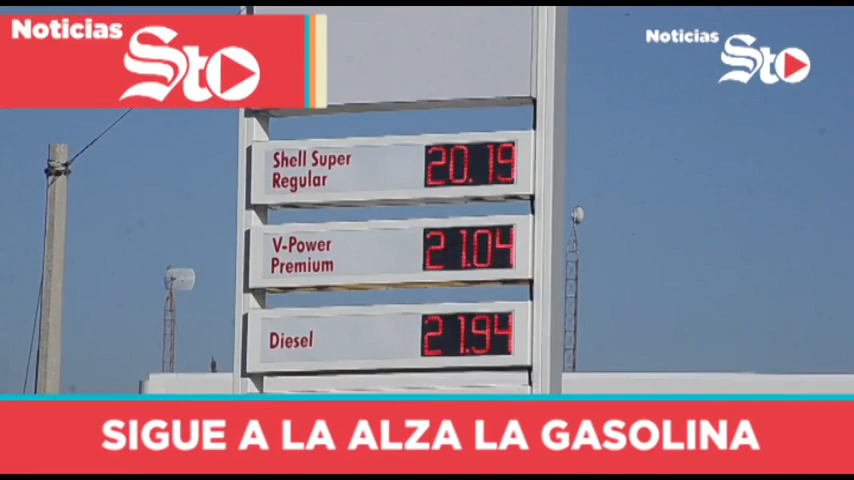 Noticias
Sto
Noticias
Sto
Shell Super
Regular
20.19
V-Power
Premium
21.04
Diesel
21.94
SIGUE A LA ALZA LA GASOLINA